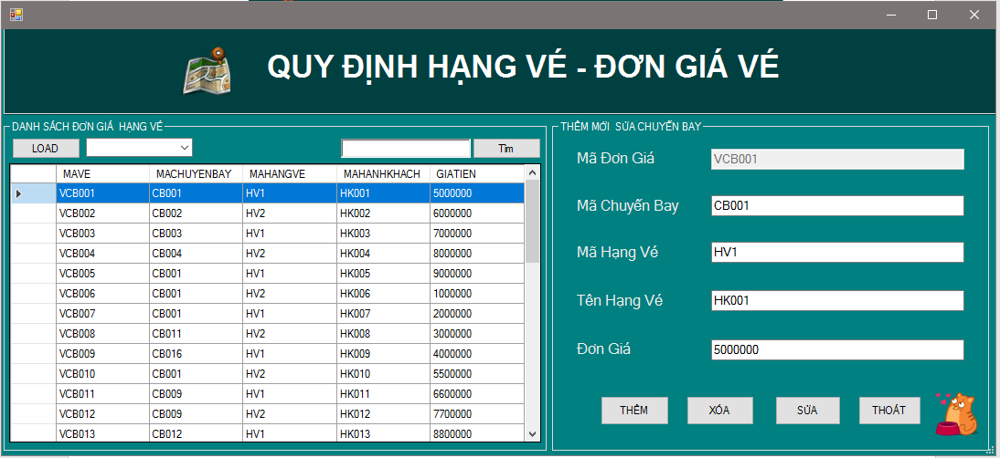 QUY ĐỊNH HẠNG VÉ - ĐƠN GIÁ VÉ
DANH SÁCH ĐƠN GIÁ HẠNG VÉ
LOAD Tìm
MAVE MACHUYENBAY MAHANGVE MAHANHKHACH GIATIEN
VCB001 CB001 HV1 HK001 5000000
VCB002 CB002 HV2 HK002 6000000
VCB003 CB003 HV1 HK003 7000000
VCB004 CB004 HV2 HK004 8000000
VCB005 CB001 HV1 HK005 9000000
VCB006 CB001 HV2 HK006 1000000
VCB007 CB001 HV1 HK007 2000000
VCB008 CB011 HV2 HK008 3000000
VCB009 CB016 HV1 HK009 4000000
VCB010 CB001 HV2 HK010 5500000
VCB011 CB009 HV1 HK011 6600000
VCB012 CB009 HV2 HK012 7700000
VCB013 CB012 HV1 HK013 8800000
THÊM MỚI SỬA CHUYẾN BAY
Mã Đơn Giá VCB001
Mã Chuyến Bay CB001
Mã Hạng Vé HV1
Tên Hạng Vé HK001
Đơn Giá 5000000
THÊM XÓA SỬA THOÁT